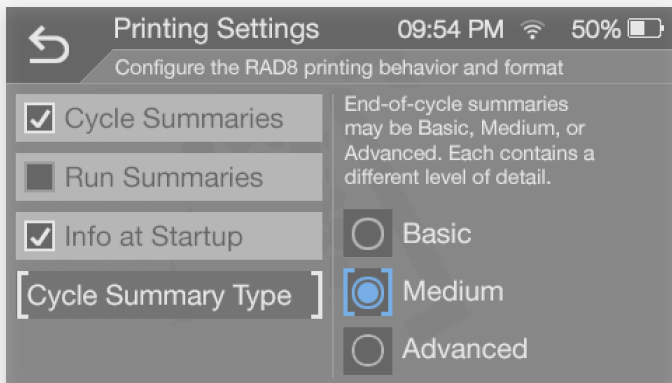 Printing Settings 09:54 PM 50%
Configure the RAD8 printing behavior and format
Cycle Summaries
Run Summaries
Info at Startup
Cycle Summary Type
End-of-cycle summaries
may be Basic, Medium, or
Advanced. Each contains a
different level of detail.
Basic
Medium
Advanced